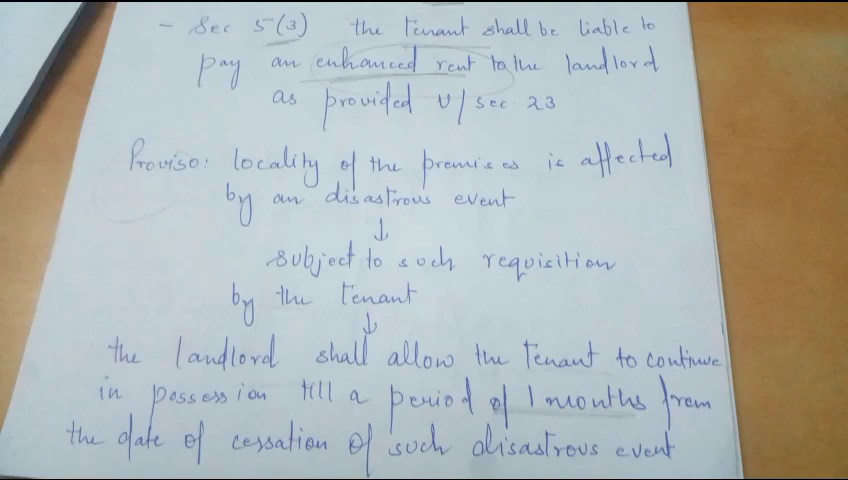 - Sec. 5(3) the tenant shall be liable to
pay an enhanced rent to the landlord
as provided U/sec. 23
Proviso: locality of the premises is affected
by an disastrous event
↓
subject to such requisition
by the tenant
↓
the landlord shall allow the tenant to continue
in possession till a period of 1 months from
the date of cessation of such disastrous event